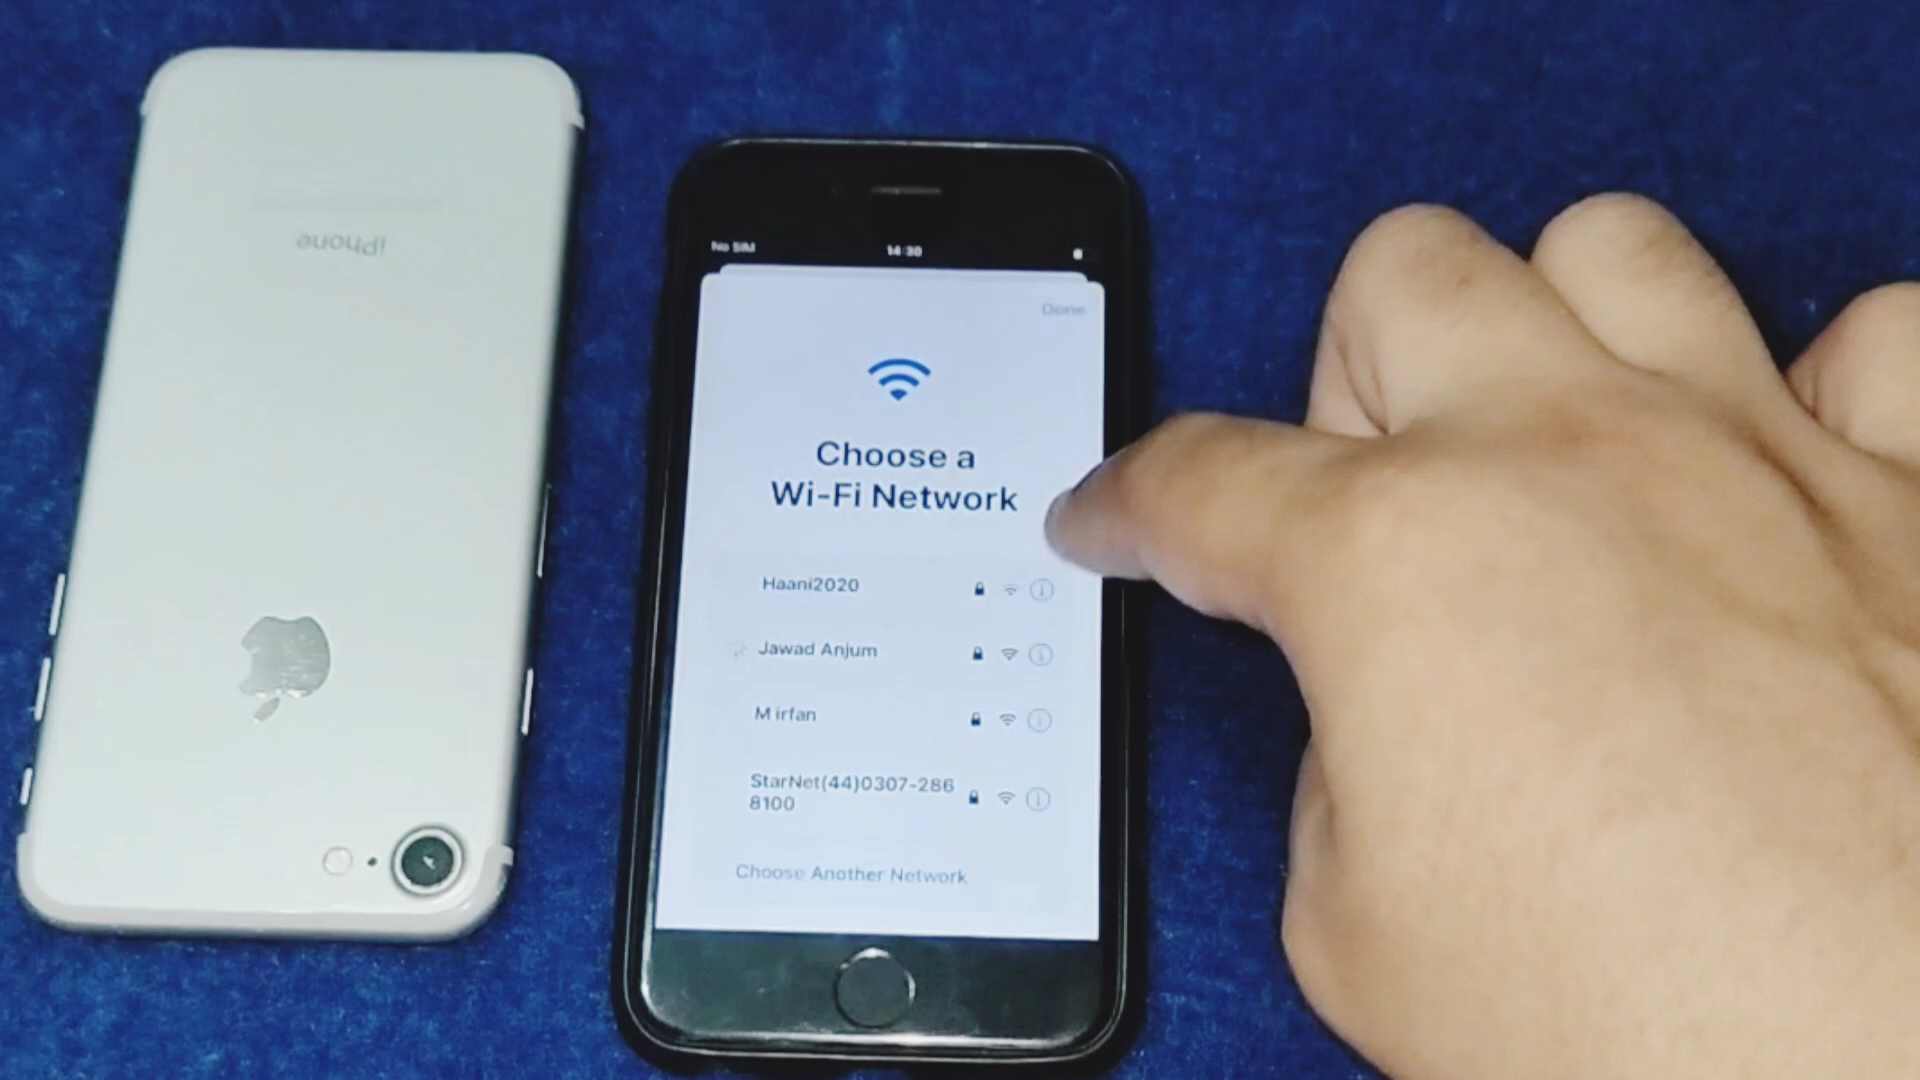 iPhone
No SIM
14:39
Done
Choose a
Wi-Fi Network
Haani2020
Jawad Anjum
M irfan
StarNet(44)0307-286
8100
Choose Another Network